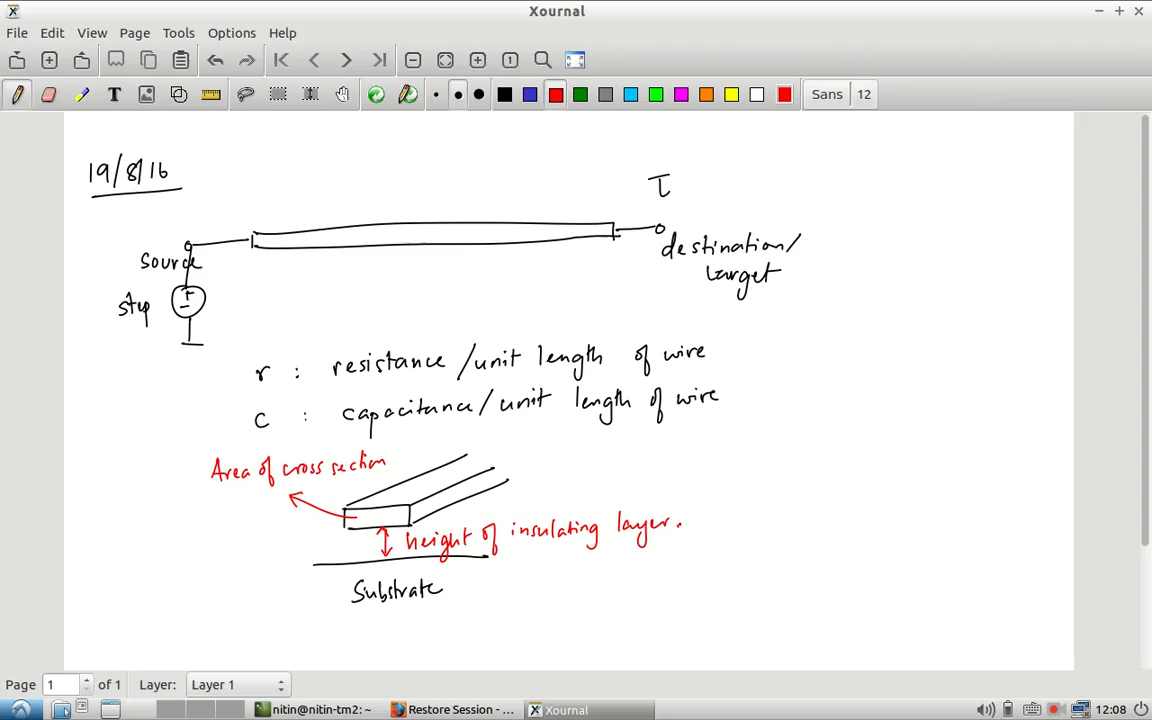 Xournal
File Edit View Page Tools Options Help
Sans 12
19/8/16
τ
source
destination/
target
step
+
-
r : resistance/unit length of wire
c : capacitance/unit length of wire
Area of cross section
height of insulating layer.
Substrate
Page 1 of 1 Layer: Layer 1
nitin@nitin-tm2: ~ Restore Session - ... Xournal 12:08